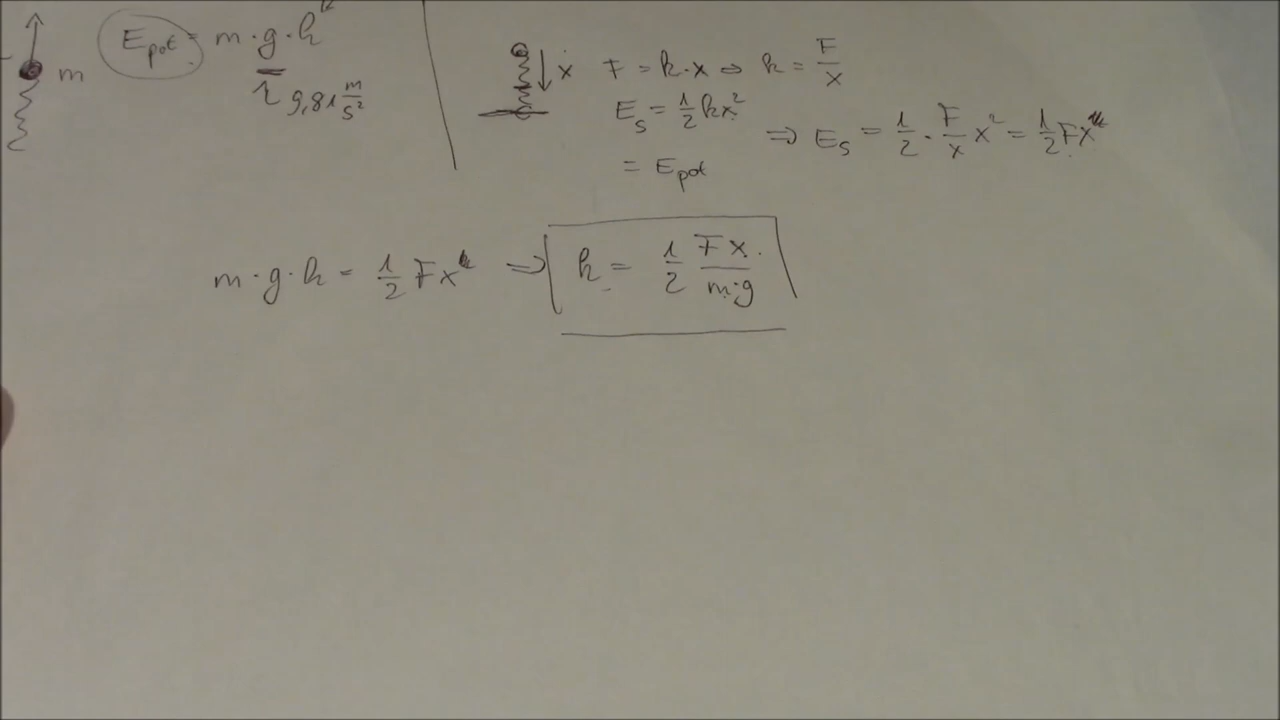 m
E_pot = m · g · h
9,81 m/s²
x
F = k · x ⇒ k = F/x
E_s = 1/2 kx²
⇒ E_s = 1/2 · F/x x² = 1/2 Fx
= E_pot
m · g · h = 1/2 Fx ⇒ h = 1/2 Fx/m·g